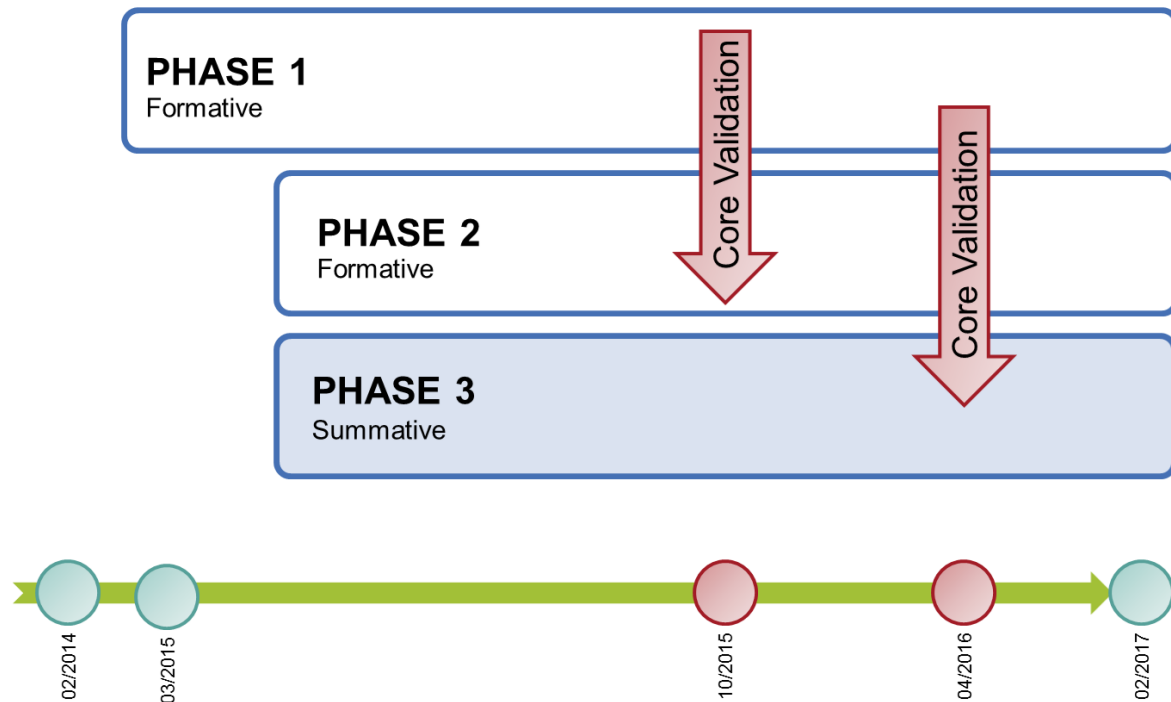 PHASE 1
Formative
Core Validation
Core Validation
PHASE 2
Formative
PHASE 3
Summative
02/2014
03/2015
10/2015
04/2016
02/2017